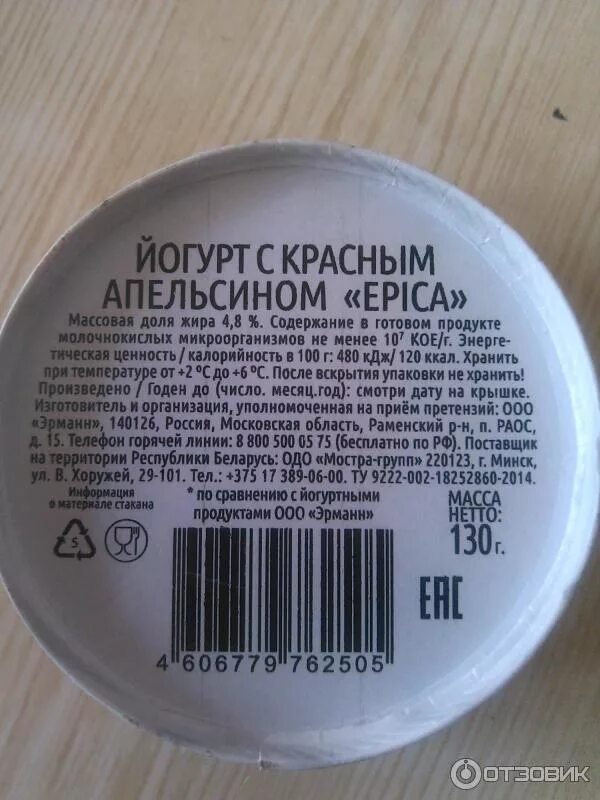 ЙОГУРТ С КРАСНЫМ
АПЕЛЬСИНОМ «EPICA»
Массовая доля жира 4,8 %. Содержание в готовом продукте
молочнокислых микроорганизмов не менее 10⁷ КОЕ/г. Энерге-
тическая ценность / калорийность в 100 г: 480 кДж/ 120 ккал. Хранить
при температуре от +2 ºС до +6 ºС. После вскрытия упаковки не хранить!
Произведено / Годен до (число. месяц.год): смотри дату на крышке.
Изготовитель и организация, уполномоченная на приём претензий: ООО
«Эрманн», 140126, Россия, Московская область, Раменский р-н, п. РАОС,
д. 15. Телефон горячей линии: 8 800 500 05 75 (бесплатно по РФ). Поставщик
на территории Республики Беларусь: ОДО «Мостра-групп» 220123, г. Минск,
ул. В. Хоружей, 29-101. Тел.: +375 17 389-06-00. ТУ 9222-002-18252860-2014.
Информация
о материале стакана
* по сравнению с йогуртными
продуктами ООО «Эрманн»
МАССА
НЕТТО:
130 г.
5
EAC
4 606779 762505
ОТЗОВИК